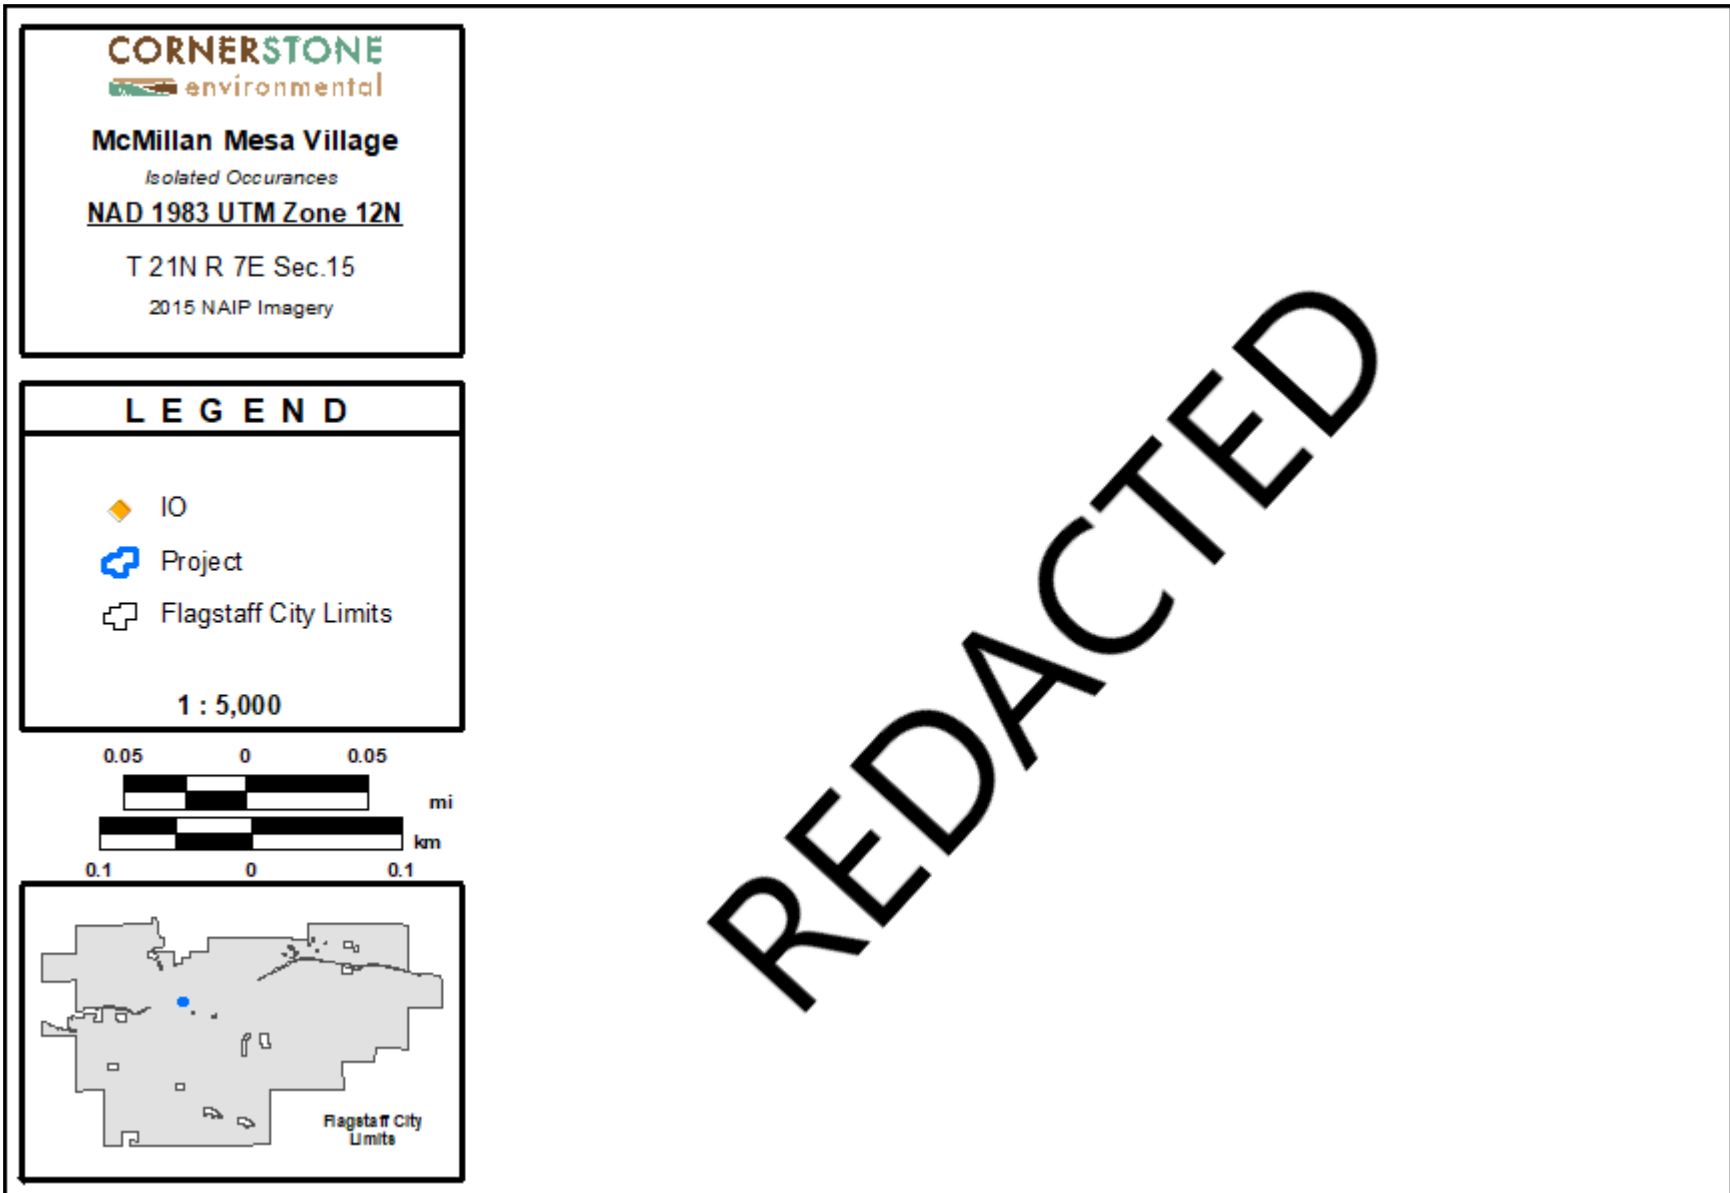 CORNERSTONE
environmental
McMillan Mesa Village
Isolated Occurances
NAD 1983 UTM Zone 12N
T 21N R 7E Sec.15
2015 NAIP Imagery
LEGEND
IO
Project
Flagstaff City Limits
1 : 5,000
0.05 0 0.05
mi
km
0.1 0 0.1
Flagstaff City
Limits
REDACTED